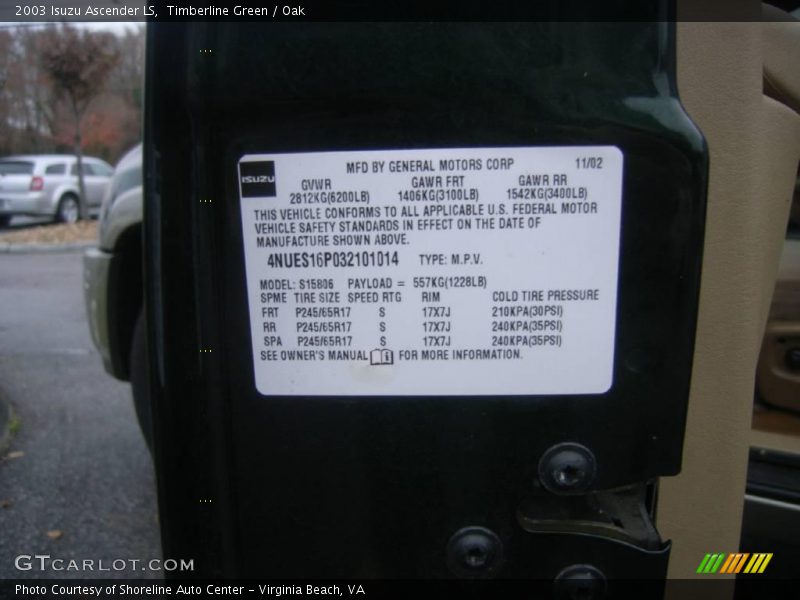 2003 Isuzu Ascender LS, Timberline Green / Oak
ISUZU
MFD BY GENERAL MOTORS CORP 11/02
GVWR GAWR FRT GAWR RR
2812KG(6200LB) 1406KG(3100LB) 1542KG(3400LB)
THIS VEHICLE CONFORMS TO ALL APPLICABLE U.S. FEDERAL MOTOR
VEHICLE SAFETY STANDARDS IN EFFECT ON THE DATE OF
MANUFACTURE SHOWN ABOVE.
4NUES16P032101014 TYPE: M.P.V.
MODEL: S15806 PAYLOAD = 557KG(1228LB)
SPME TIRE SIZE SPEED RTG RIM COLD TIRE PRESSURE
FRT P245/65R17 S 17X7J 210KPA(30PSI)
RR P245/65R17 S 17X7J 240KPA(35PSI)
SPA P245/65R17 S 17X7J 240KPA(35PSI)
SEE OWNER'S MANUAL FOR MORE INFORMATION.
GTCARLOT.COM
Photo Courtesy of Shoreline Auto Center - Virginia Beach, VA